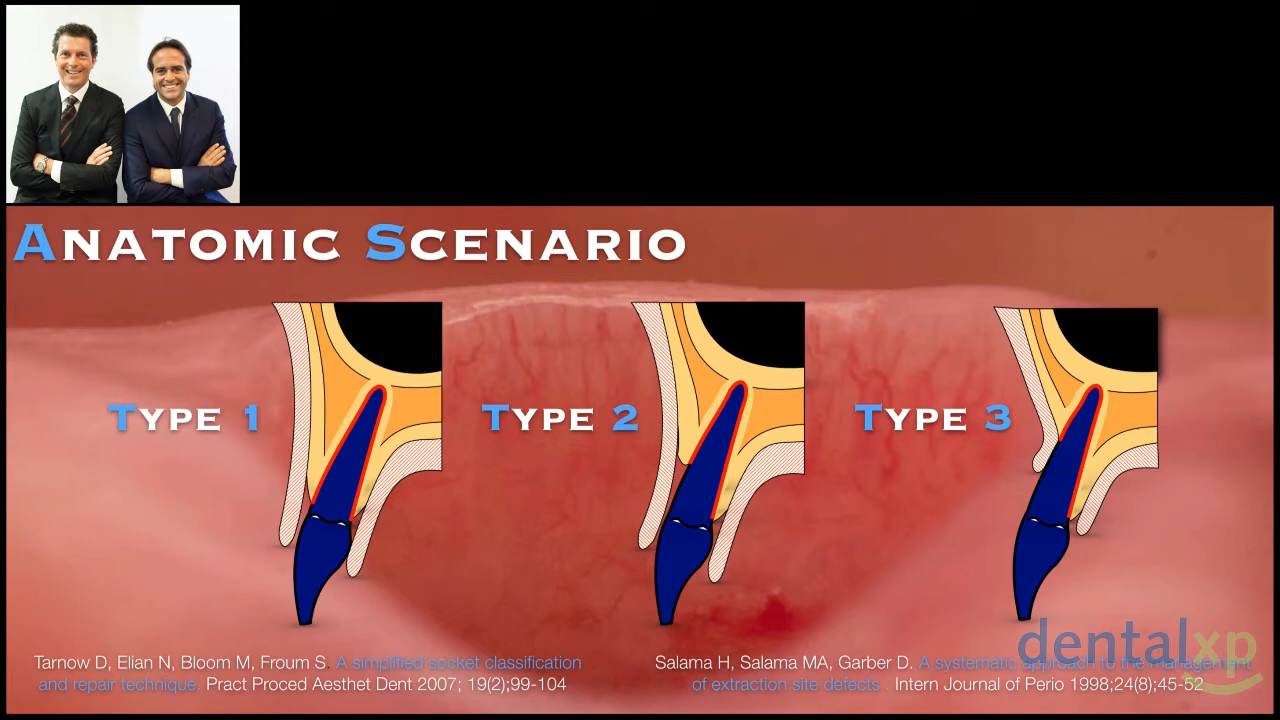 ANATOMIC SCENARIO
TYPE 1
TYPE 2
TYPE 3
Tarnow D, Elian N, Bloom M, Froum S. A simplified socket classification
and repair technique. Pract Proced Aesthet Dent 2007; 19(2);99-104
Salama H, Salama MA, Garber D. A systematic approach to the management
of extraction site defects . Intern Journal of Perio 1998;24(8);45-52
dentalxp